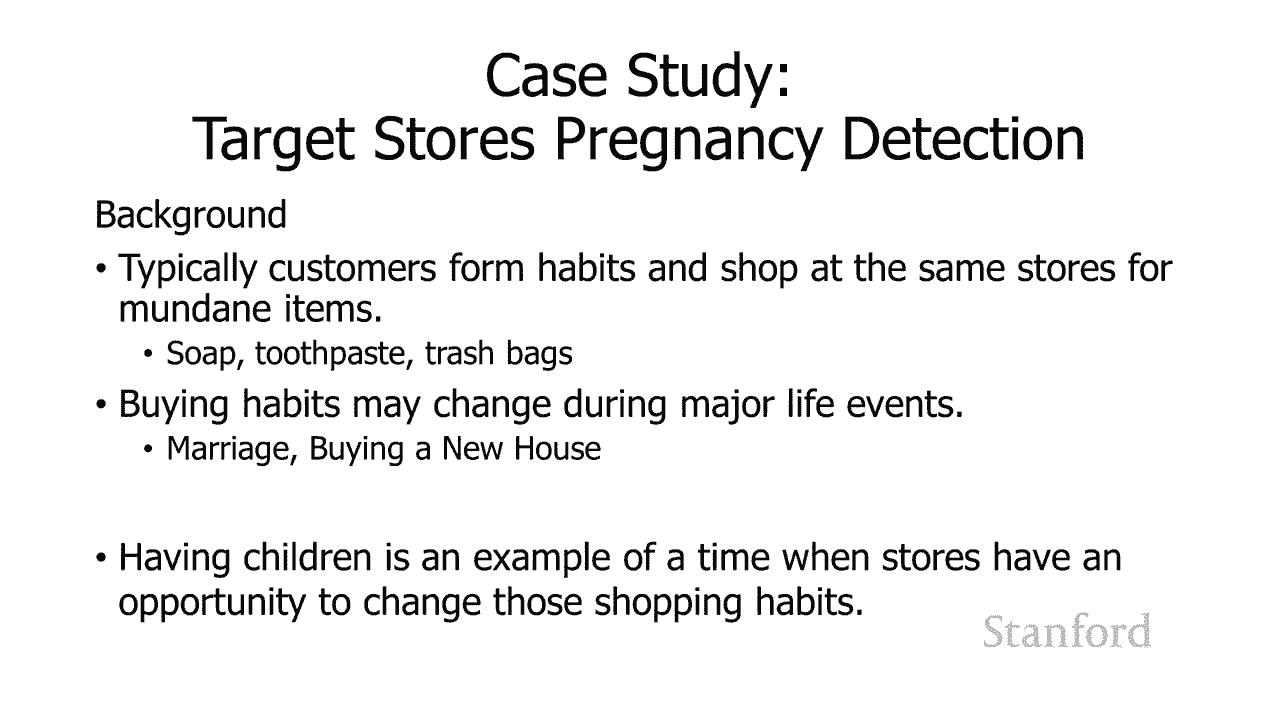 Case Study:
Target Stores Pregnancy Detection
Background
• Typically customers form habits and shop at the same stores for
mundane items.
• Soap, toothpaste, trash bags
• Buying habits may change during major life events.
• Marriage, Buying a New House
• Having children is an example of a time when stores have an
opportunity to change those shopping habits.
Stanford